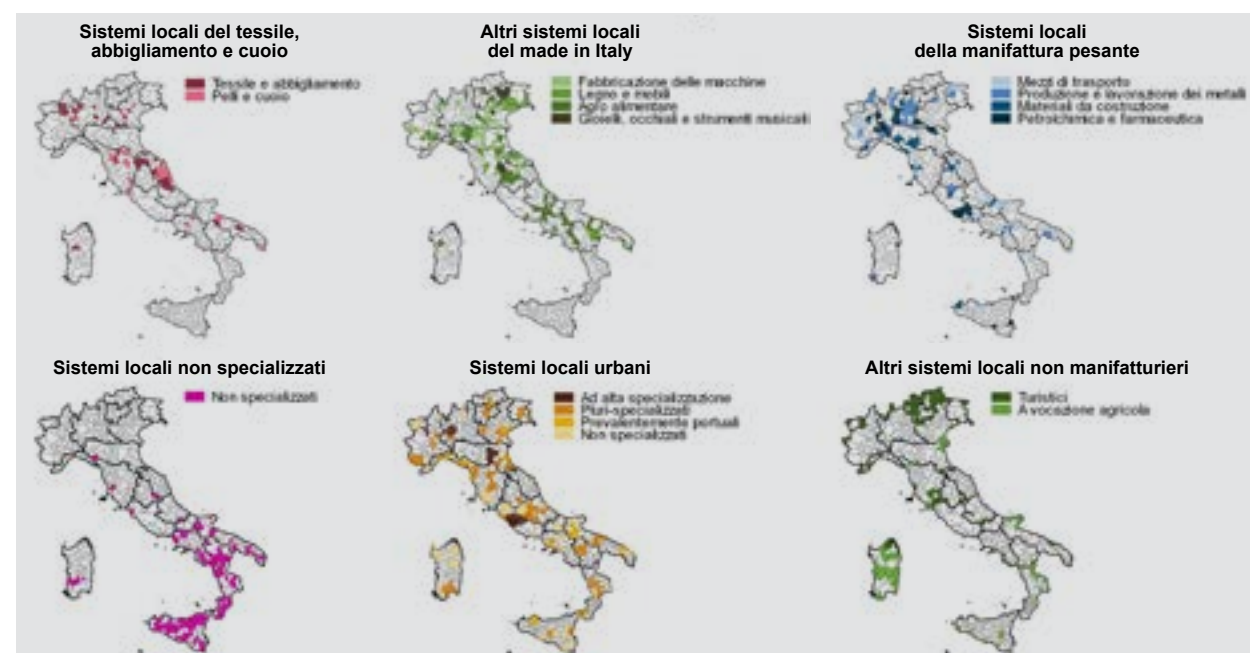 Sistemi locali del tessile,
abbigliamento e cuoio
Tessile e abbigliamento
Pelli e cuoio
Altri sistemi locali
del made in Italy
Fabbricazione delle macchine
Legno e mobili
Agro alimentare
Gioielli, occhiali e strumenti musicali
Sistemi locali
della manifattura pesante
Mezzi di trasporto
Produzione e lavorazione dei metalli
Materiali da costruzione
Petrolchimica e farmaceutica
Sistemi locali non specializzati
Non specializzati
Sistemi locali urbani
Ad alta specializzazione
Pluri-specializzati
Prevalentemente portuali
Non specializzati
Altri sistemi locali non manifatturieri
Turistici
A vocazione agricola